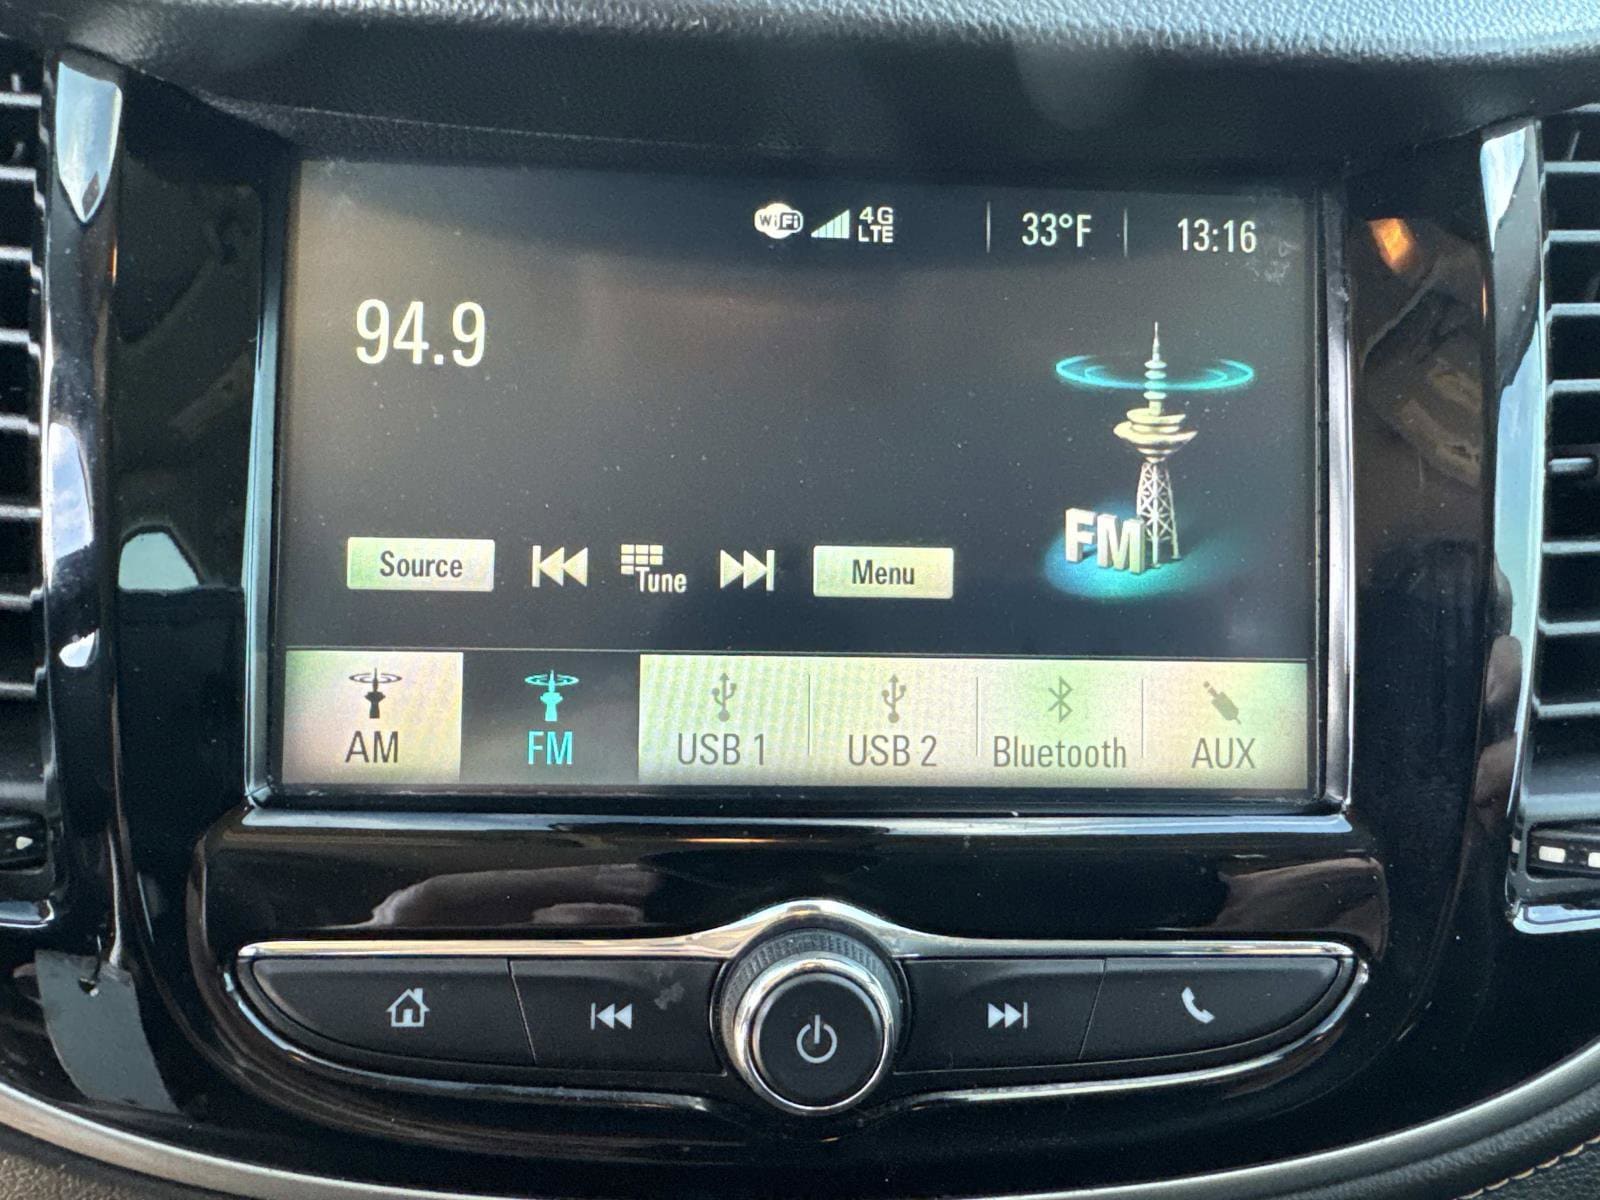 WiFi 4G LTE 33°F 13:16
94.9
FM
Source Tune Menu
AM FM USB 1 USB 2 Bluetooth AUX